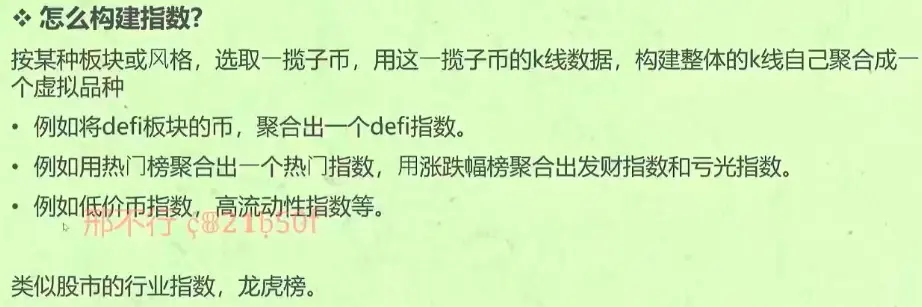 ❖ 怎么构建指数?
按某种板块或风格，选取一揽子币，用这一揽子币的k线数据，构建整体的k线自己聚合成一
个虚拟品种
• 例如将defi板块的币，聚合出一个defi指数。
• 例如用热门榜聚合出一个热门指数，用涨跌幅榜聚合出发财指数和亏光指数。
• 例如低价币指数，高流动性指数等。
邢不行
类似股市的行业指数，龙虎榜。